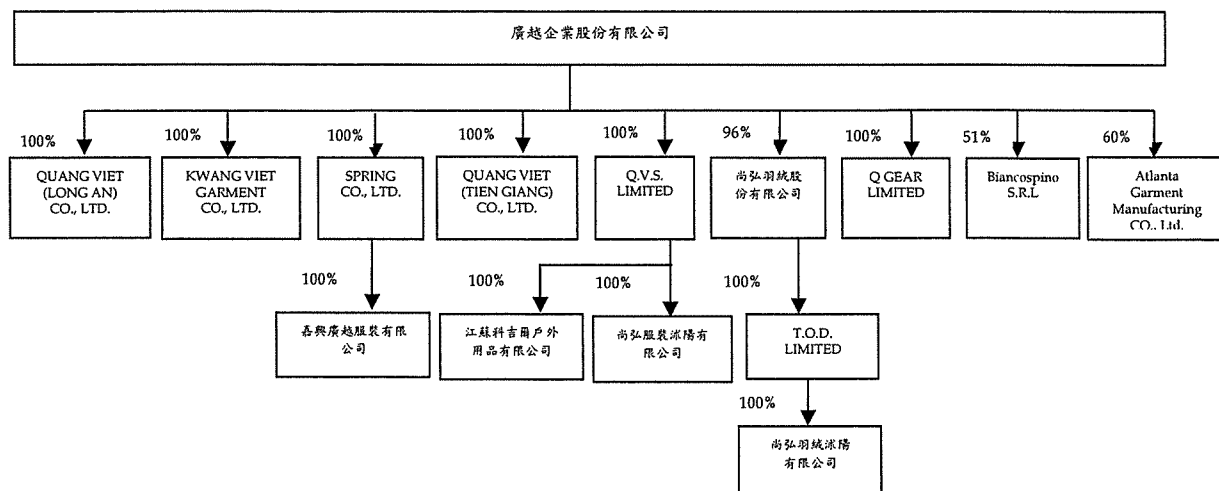 廣越企業股份有限公司
100%
100%
100%
100%
100%
96%
100%
51%
60%
QUANG VIET
(LONG AN)
CO., LTD.
KWANG VIET
GARMENT
CO., LTD.
SPRING
CO., LTD.
QUANG VIET
(TIEN GIANG)
CO., LTD.
Q.V.S.
LIMITED
尚弘羽絨股
份有限公司
Q GEAR
LIMITED
Biancospino
S.R.L
Atlanta
Garment
Manufacturing
CO., Ltd.
100%
100%
100%
100%
嘉興廣越服裝有限
公司
江蘇科吉爾戶外
用品有限公司
尚弘服裝沭陽有
限公司
T.O.D.
LIMITED
100%
尚弘羽絨沭陽
有限公司